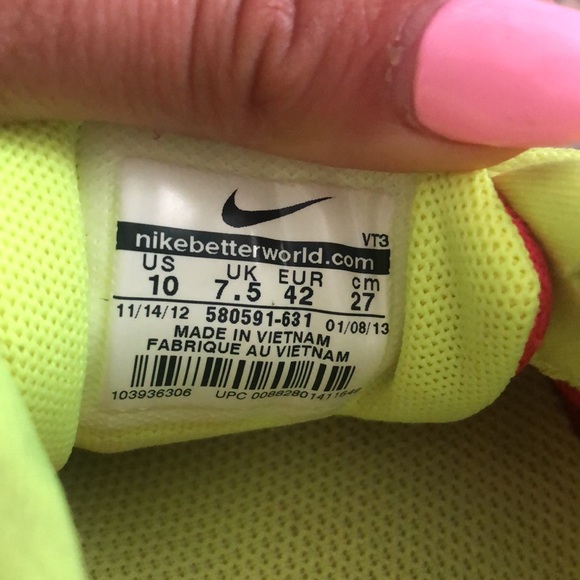 VT3
nikebetterworld.com
US UK EUR cm
10 7.5 42 27
11/14/12 580591-631 01/08/13
MADE IN VIETNAM
FABRIQUE AU VIETNAM
103936306 UPC